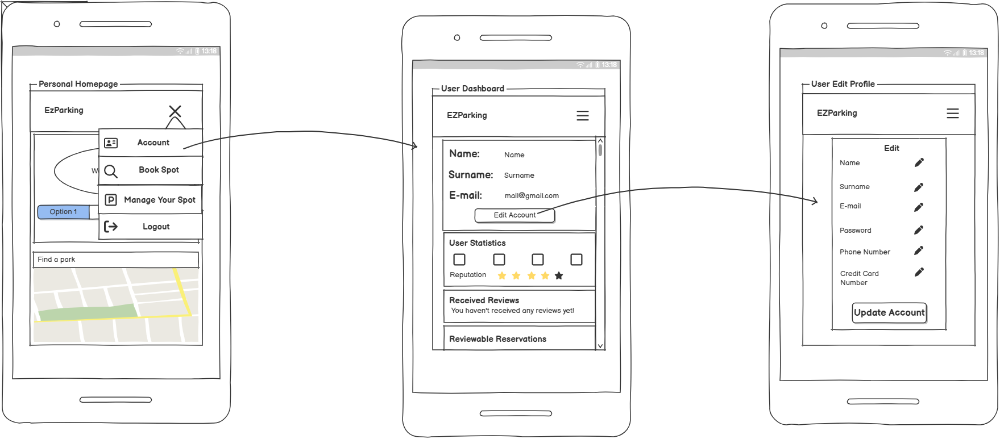 13:18
Personal Homepage
EzParking
Account
Book Spot
Manage Your Spot
Option 1
Logout
Find a park
13:18
User Dashboard
EZParking
Name: Name
Surname: Surname
E-mail: mail@gmail.com
Edit Account
User Statistics
Reputation
Received Reviews
You haven't received any reviews yet!
Reviewable Reservations
13:18
User Edit Profile
EZParking
Edit
Name
Surname
E-mail
Password
Phone Number
Credit Card
Number
Update Account